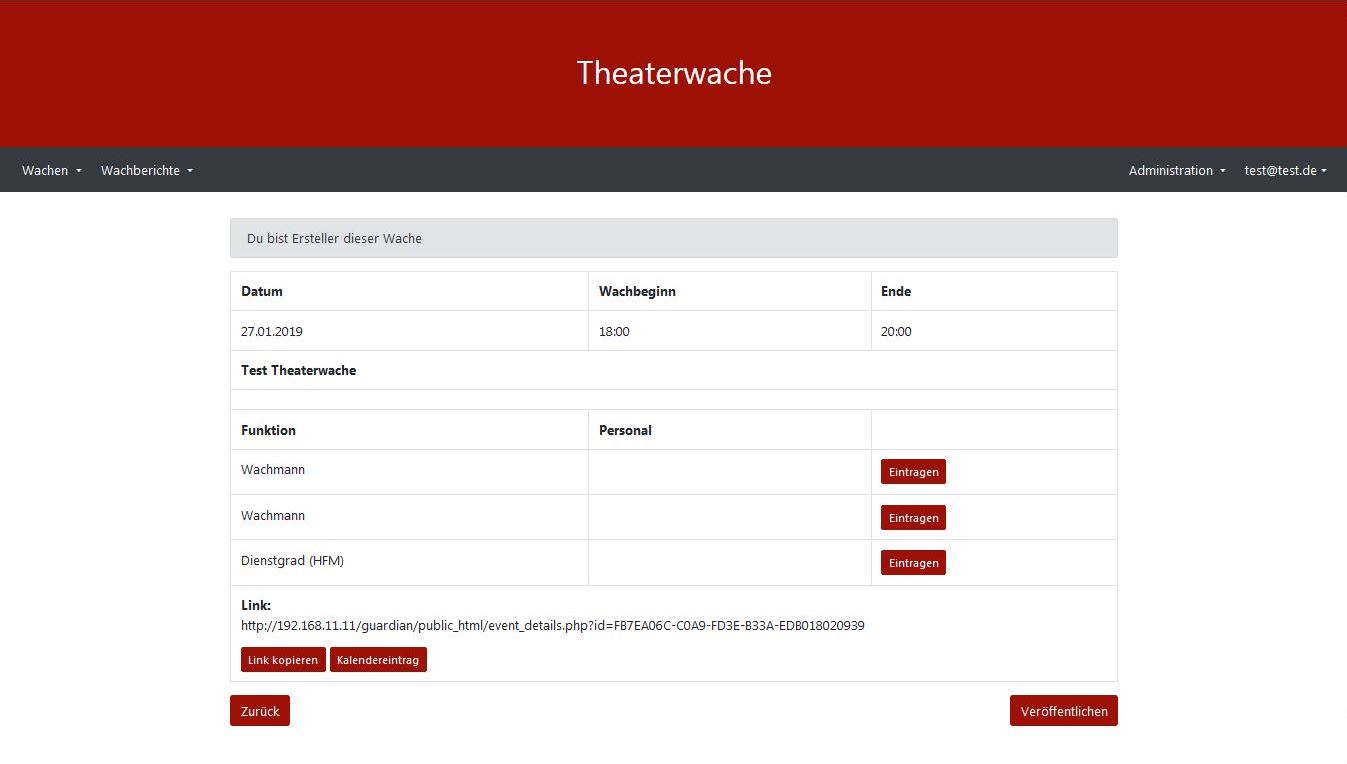 Theaterwache
Wachen Wachberichte Administration test@test.de
Du bist Ersteller dieser Wache
Datum Wachbeginn Ende
27.01.2019 18:00 20:00
Test Theaterwache
Funktion Personal
Wachmann Eintragen
Wachmann Eintragen
Dienstgrad (HFM) Eintragen
Link:
http://192.168.11.11/guardian/public_html/event_details.php?id=FB7EA06C-C0A9-FD3E-B33A-EDB018020939
Link kopieren Kalendereintrag
Zurück Veröffentlichen